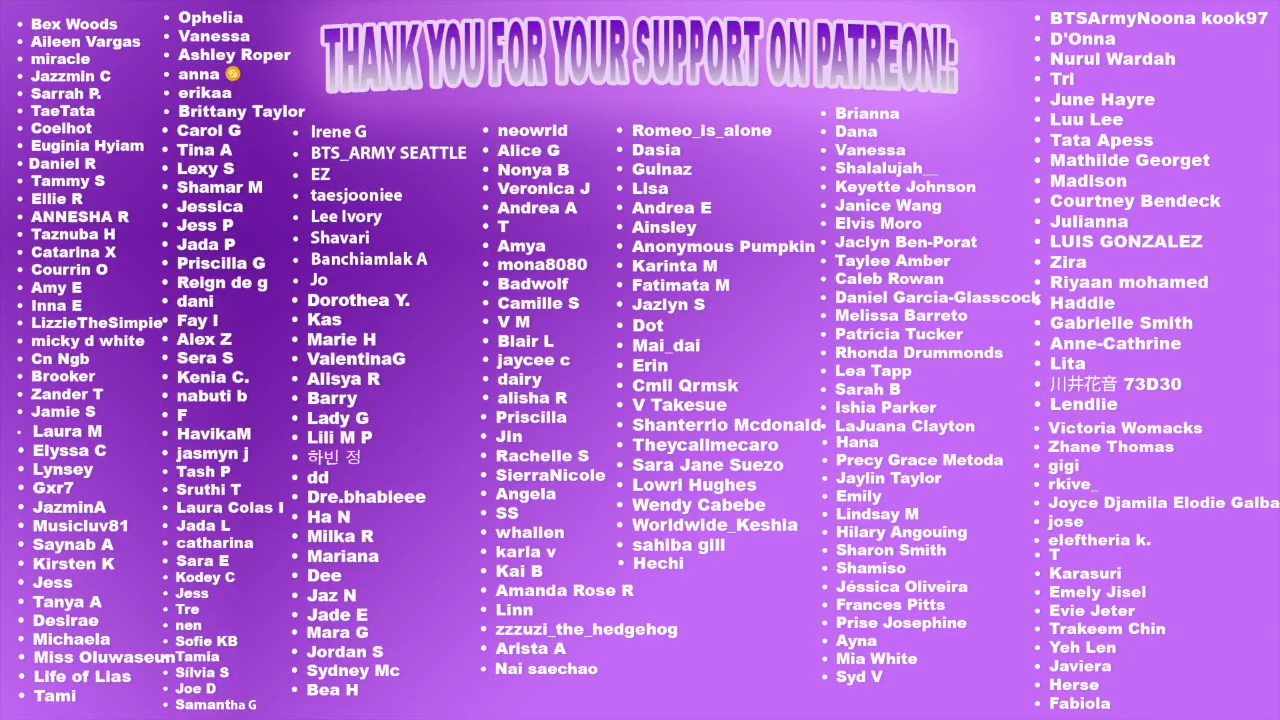 THANK YOU FOR YOUR SUPPORT ON PATREON!:
• Bex Woods
• Aileen Vargas
• miracle
• Jazzmin C
• Sarrah P.
• TaeTata
• Coelhot
• Euginia Hyiam
• Daniel R
• Tammy S
• Ellie R
• ANNESHA R
• Taznuba H
• Catarina X
• Courrin O
• Amy E
• Inna E
• LizzieTheSimpie
• micky d white
• Cn Ngb
• Brooker
• Zander T
• Jamie S
• Laura M
• Elyssa C
• Lynsey
• Gxr7
• JazminA
• Musicluv81
• Saynab A
• Kirsten K
• Jess
• Tanya A
• Desirae
• Michaela
• Miss Oluwaseun
• Life of Lias
• Tami
• Ophelia
• Vanessa
• Ashley Roper
• anna
• erikaa
• Brittany Taylor
• Carol G
• Tina A
• Lexy S
• Shamar M
• Jessica
• Jess P
• Jada P
• Priscilla G
• Reign de g
• dani
• Fay I
• Alex Z
• Sera S
• Kenia C.
• nabuti b
• F
• HavikaM
• jasmyn j
• Tash P
• Sruthi T
• Laura Colas I
• Jada L
• catharina
• Sara E
• Kodey C
• Jess
• Tre
• nen
• Sofie KB
• Tamia
• Sílvia S
• Joe D
• Samantha G
• Irene G
• BTS_ARMY SEATTLE
• EZ
• taesjooniee
• Lee Ivory
• Shavari
• Banchiamlak A
• Jo
• Dorothea Y.
• Kas
• Marie H
• ValentinaG
• Alisya R
• Barry
• Lady G
• Lili M P
• 하빈 정
• dd
• Dre.bhabieee
• Ha N
• Milka R
• Mariana
• Dee
• Jaz N
• Jade E
• Mara G
• Jordan S
• Sydney Mc
• Bea H
• neowrld
• Alice G
• Nonya B
• Veronica J
• Andrea A
• T
• Amya
• mona8080
• Badwolf
• Camille S
• V M
• Blair L
• jaycee c
• dairy
• alisha R
• Priscilla
• Jin
• Rachelle S
• SierraNicole
• Angela
• SS
• whallen
• karla v
• Kai B
• Amanda Rose R
• Linn
• zzzuzi_the_hedgehog
• Arista A
• Nai saechao
• Romeo_is_alone
• Dasia
• Gulnaz
• Lisa
• Andrea E
• Ainsley
• Anonymous Pumpkin
• Karinta M
• Fatimata M
• Jazlyn S
• Dot
• Mai_dai
• Erin
• Cmll Qrmsk
• V Takesue
• Shanterrio Mcdonald
• Theycallmecaro
• Sara Jane Suezo
• Lowri Hughes
• Wendy Cabebe
• Worldwide_Keshia
• sahiba gill
• Hechi
• Brianna
• Dana
• Vanessa
• Shalalujah__
• Keyette Johnson
• Janice Wang
• Elvis Moro
• Jaclyn Ben-Porat
• Taylee Amber
• Caleb Rowan
• Daniel Garcia-Glasscock
• Melissa Barreto
• Patricia Tucker
• Rhonda Drummonds
• Lea Tapp
• Sarah B
• Ishia Parker
• LaJuana Clayton
• Hana
• Precy Grace Metoda
• Jaylin Taylor
• Emily
• Lindsay M
• Hilary Angouing
• Sharon Smith
• Shamiso
• Jéssica Oliveira
• Frances Pitts
• Prise Josephine
• Ayna
• Mia White
• Syd V
• BTSArmyNoona kook97
• D'Onna
• Nurul Wardah
• Tri
• June Hayre
• Luu Lee
• Tata Apess
• Mathilde Georget
• Madison
• Courtney Bendeck
• Julianna
• LUIS GONZALEZ
• Zira
• Riyaan mohamed
• Haddie
• Gabrielle Smith
• Anne-Cathrine
• Lita
• 川井花音 73D30
• Lendlie
• Victoria Womacks
• Zhane Thomas
• gigi
• rkive_
• Joyce Djamila Elodie Galba
• jose
• eleftheria k.
• T
• Karasuri
• Emely Jisel
• Evie Jeter
• Trakeem Chin
• Yeh Len
• Javiera
• Herse
• Fabiola